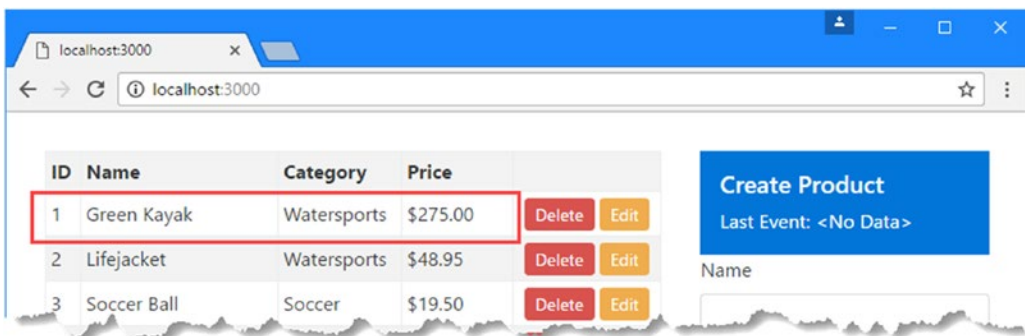 localhost:3000
localhost:3000
ID Name Category Price
1 Green Kayak Watersports $275.00 Delete Edit
2 Lifejacket Watersports $48.95 Delete Edit
3 Soccer Ball Soccer $19.50 Delete Edit
Create Product
Last Event: <No Data>
Name